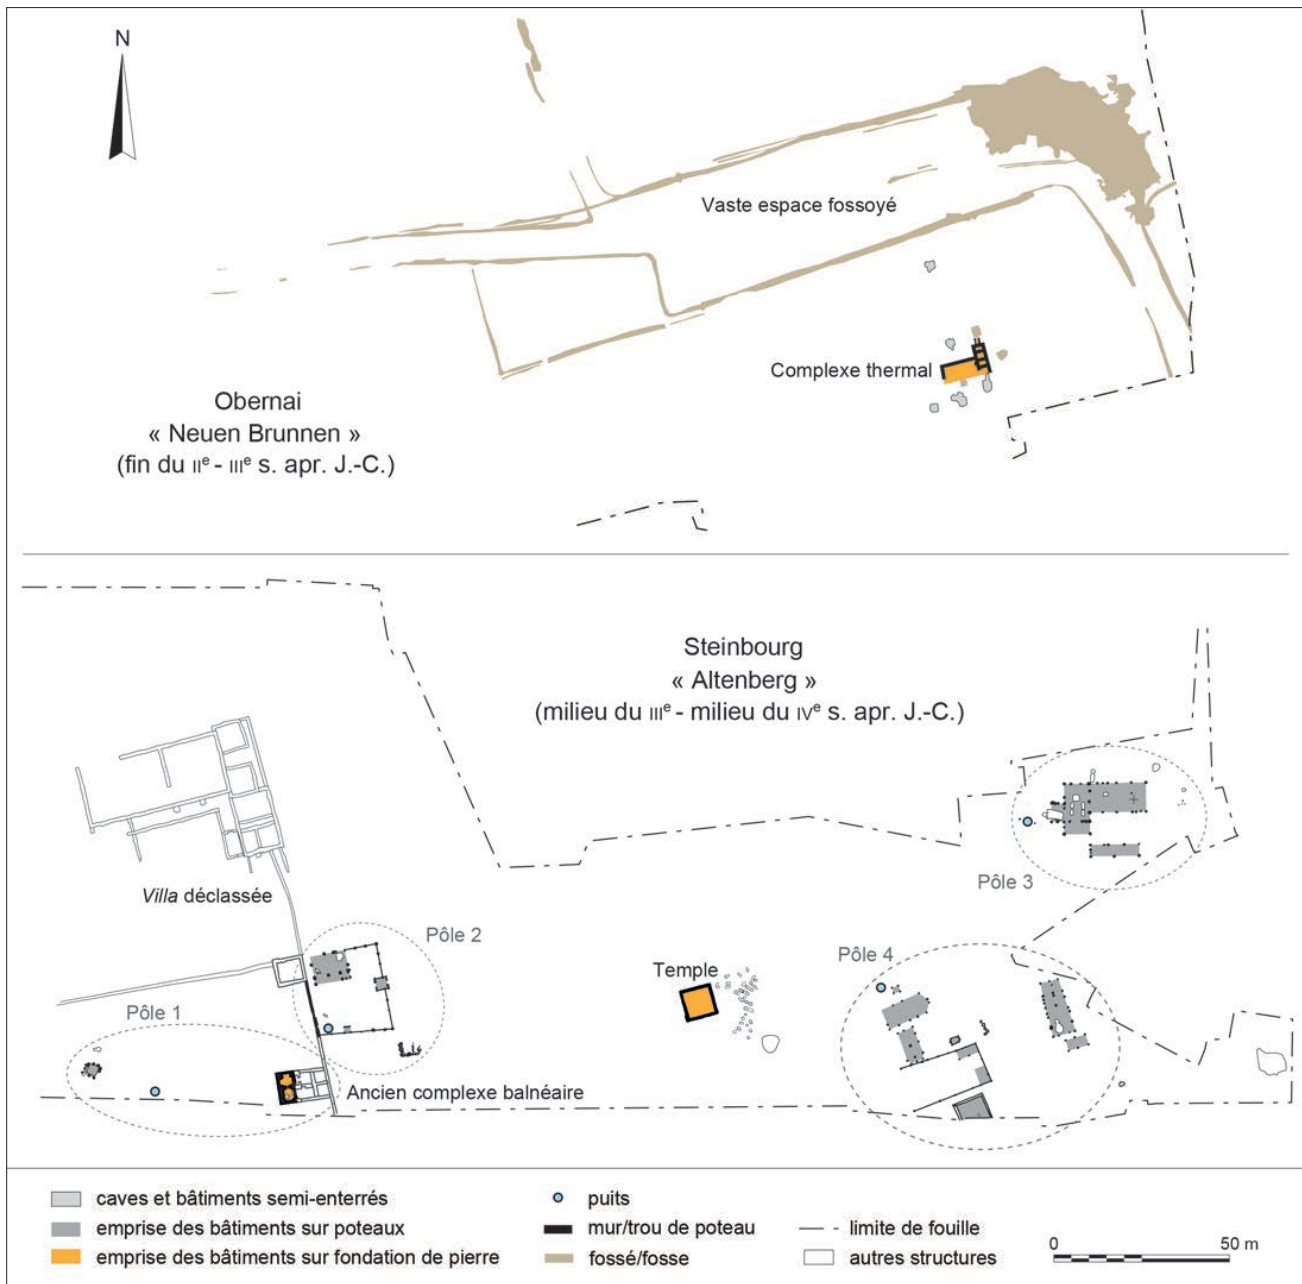 N
Vaste espace fossoyé
Complexe thermal
Obernai
« Neuen Brunnen »
(fin du IIe - IIIe s. apr. J.-C.)
Steinbourg
« Altenberg »
(milieu du IIIe - milieu du IVe s. apr. J.-C.)
Villa déclassée
Pôle 3
Pôle 2
Pôle 4
Temple
Pôle 1
Ancien complexe balnéaire
caves et bâtiments semi-enterrés
emprise des bâtiments sur poteaux
emprise des bâtiments sur fondation de pierre
puits
mur/trou de poteau
fossé/fosse
limite de fouille
autres structures
0 50 m